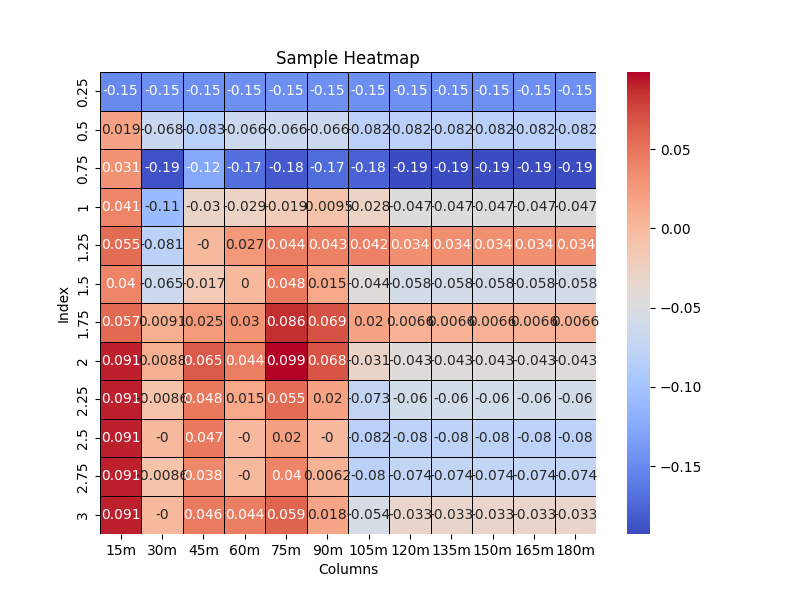 Sample Heatmap
0.25 -0.15 -0.15 -0.15 -0.15 -0.15 -0.15 -0.15 -0.15 -0.15 -0.15 -0.15 -0.15
0.5 0.019 -0.068 -0.083 -0.066 -0.066 -0.066 -0.082 -0.082 -0.082 -0.082 -0.082 -0.082
0.75 0.031 -0.19 -0.12 -0.17 -0.18 -0.17 -0.18 -0.19 -0.19 -0.19 -0.19 -0.19
1 0.041 -0.11 -0.03 -0.029 -0.019 -0.0095 -0.028 -0.047 -0.047 -0.047 -0.047 -0.047
1.25 0.055 -0.081 -0 0.027 0.044 0.043 0.042 0.034 0.034 0.034 0.034 0.034
1.5 0.04 -0.065 -0.017 0 0.048 0.015 -0.044 -0.058 -0.058 -0.058 -0.058 -0.058
1.75 0.057 0.0091 0.025 0.03 0.086 0.069 0.02 0.0066 0.0066 0.0066 0.0066 0.0066
2 0.091 0.0088 0.065 0.044 0.099 0.068 -0.031 -0.043 -0.043 -0.043 -0.043 -0.043
2.25 0.091 -0.0086 0.048 0.015 0.055 0.02 -0.073 -0.06 -0.06 -0.06 -0.06 -0.06
2.5 0.091 -0 0.047 -0 0.02 -0 -0.082 -0.08 -0.08 -0.08 -0.08 -0.08
2.75 0.091 0.0086 0.038 -0 0.04 0.0062 -0.08 -0.074 -0.074 -0.074 -0.074 -0.074
3 0.091 -0 0.046 0.044 0.059 0.018 -0.054 -0.033 -0.033 -0.033 -0.033 -0.033
15m 30m 45m 60m 75m 90m 105m 120m 135m 150m 165m 180m
Columns
Index
0.05
0.00
−0.05
−0.10
−0.15